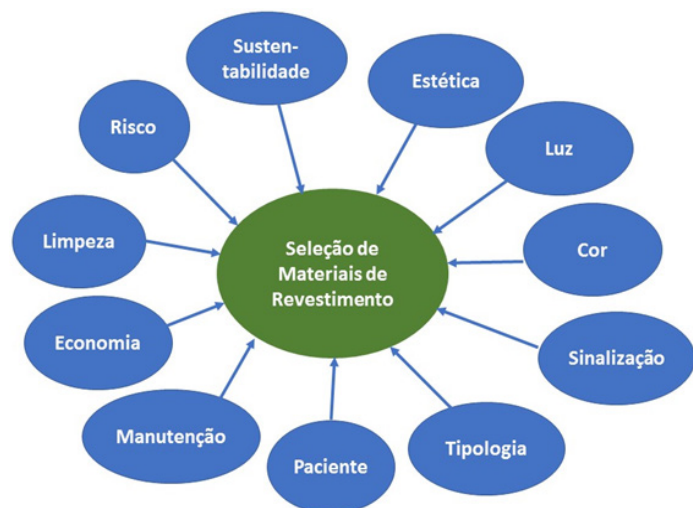 Susten-
tabilidade
Estética
Luz
Cor
Sinalização
Tipologia
Paciente
Manutenção
Economia
Limpeza
Risco
Seleção de
Materiais de
Revestimento